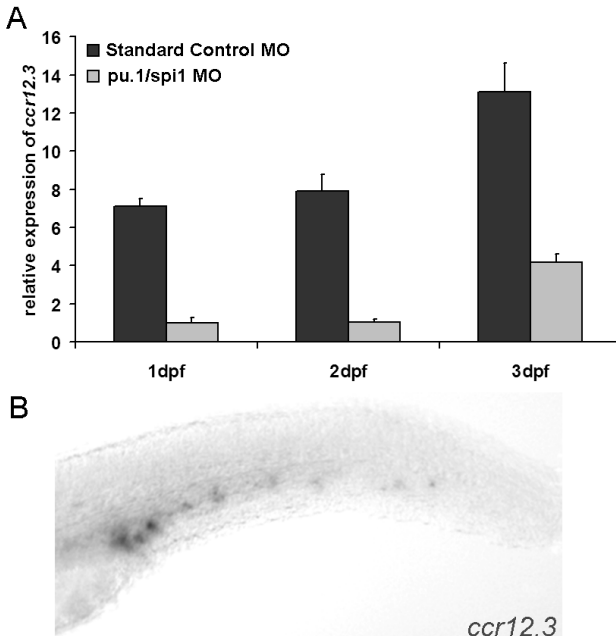 A
relative expression of ccr12.3
16
14
12
10
8
6
4
2
0
Standard Control MO
pu.1/spi1 MO
1dpf
2dpf
3dpf
B
ccr12.3